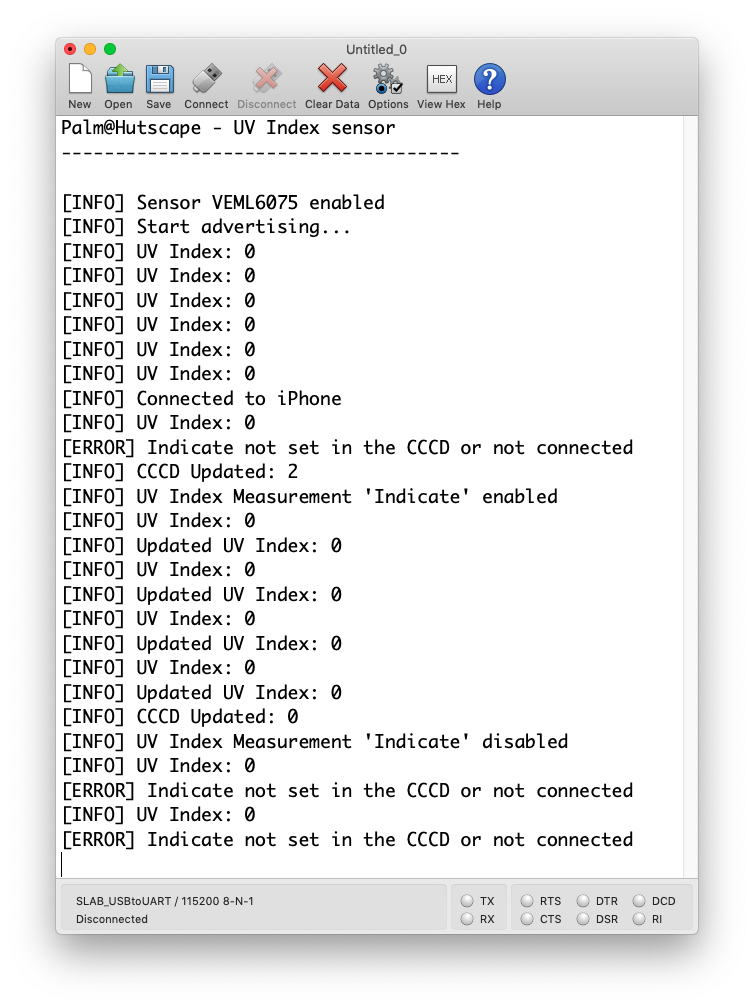 Untitled_0
New Open Save Connect Disconnect Clear Data Options View Hex Help
HEX
?
Palm@Hutscape - UV Index sensor
-------------------------------------
[INFO] Sensor VEML6075 enabled
[INFO] Start advertising...
[INFO] UV Index: 0
[INFO] UV Index: 0
[INFO] UV Index: 0
[INFO] UV Index: 0
[INFO] UV Index: 0
[INFO] UV Index: 0
[INFO] Connected to iPhone
[INFO] UV Index: 0
[ERROR] Indicate not set in the CCCD or not connected
[INFO] CCCD Updated: 2
[INFO] UV Index Measurement 'Indicate' enabled
[INFO] UV Index: 0
[INFO] Updated UV Index: 0
[INFO] UV Index: 0
[INFO] Updated UV Index: 0
[INFO] UV Index: 0
[INFO] Updated UV Index: 0
[INFO] UV Index: 0
[INFO] Updated UV Index: 0
[INFO] CCCD Updated: 0
[INFO] UV Index Measurement 'Indicate' disabled
[INFO] UV Index: 0
[ERROR] Indicate not set in the CCCD or not connected
[INFO] UV Index: 0
[ERROR] Indicate not set in the CCCD or not connected
SLAB_USBtoUART / 115200 8-N-1
Disconnected
TX RTS DTR DCD
RX CTS DSR RI